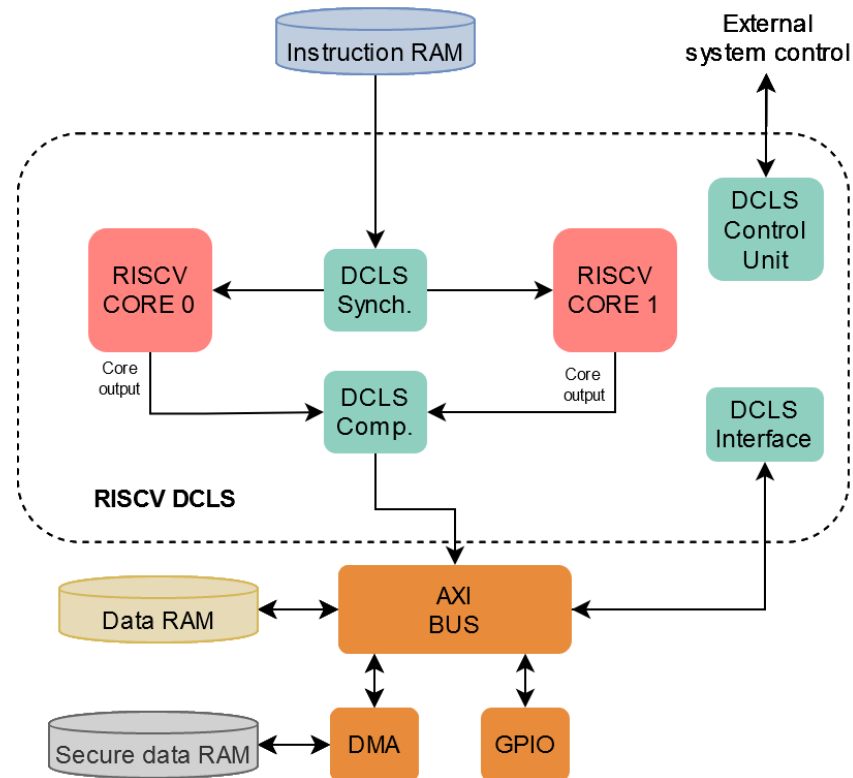 Instruction RAM
External
system control
DCLS
Control
Unit
RISCV
CORE 0
DCLS
Synch.
RISCV
CORE 1
Core
output
DCLS
Comp.
Core
output
DCLS
Interface
RISCV DCLS
Data RAM
AXI
BUS
Secure data RAM
DMA
GPIO